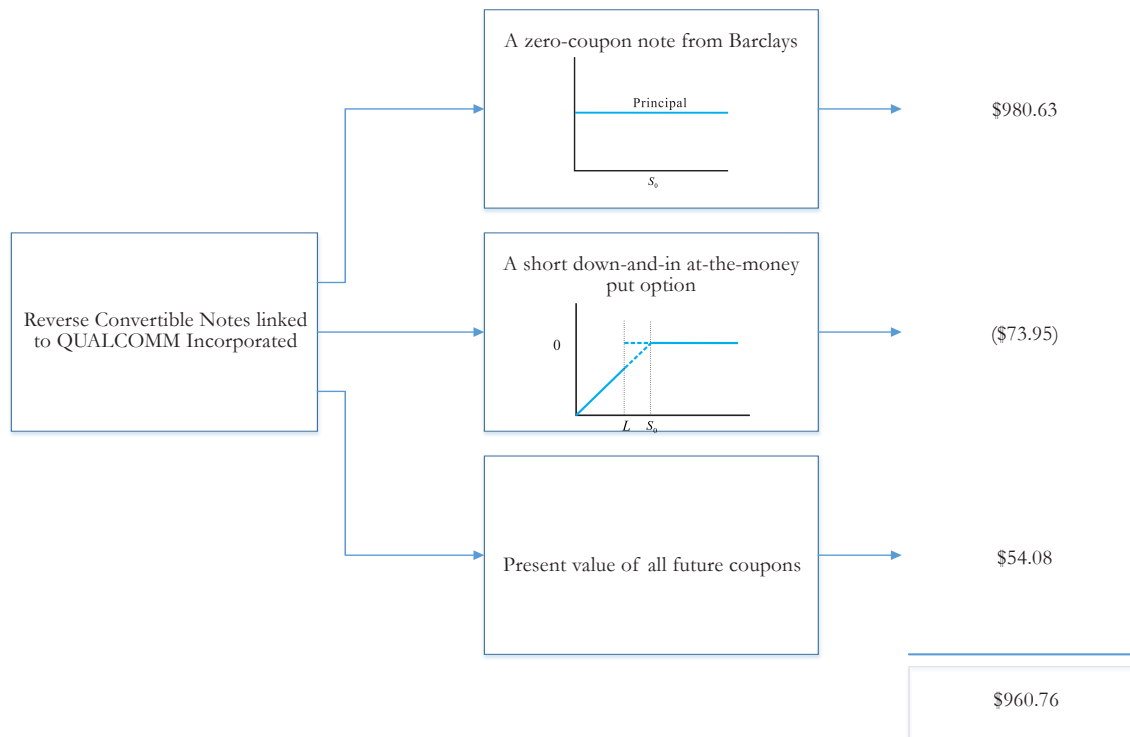 A zero-coupon note from Barclays
Principal
S₀
$980.63
Reverse Convertible Notes linked
to QUALCOMM Incorporated
A short down-and-in at-the-money
put option
0
L S₀
($73.95)
Present value of all future coupons
$54.08
$960.76